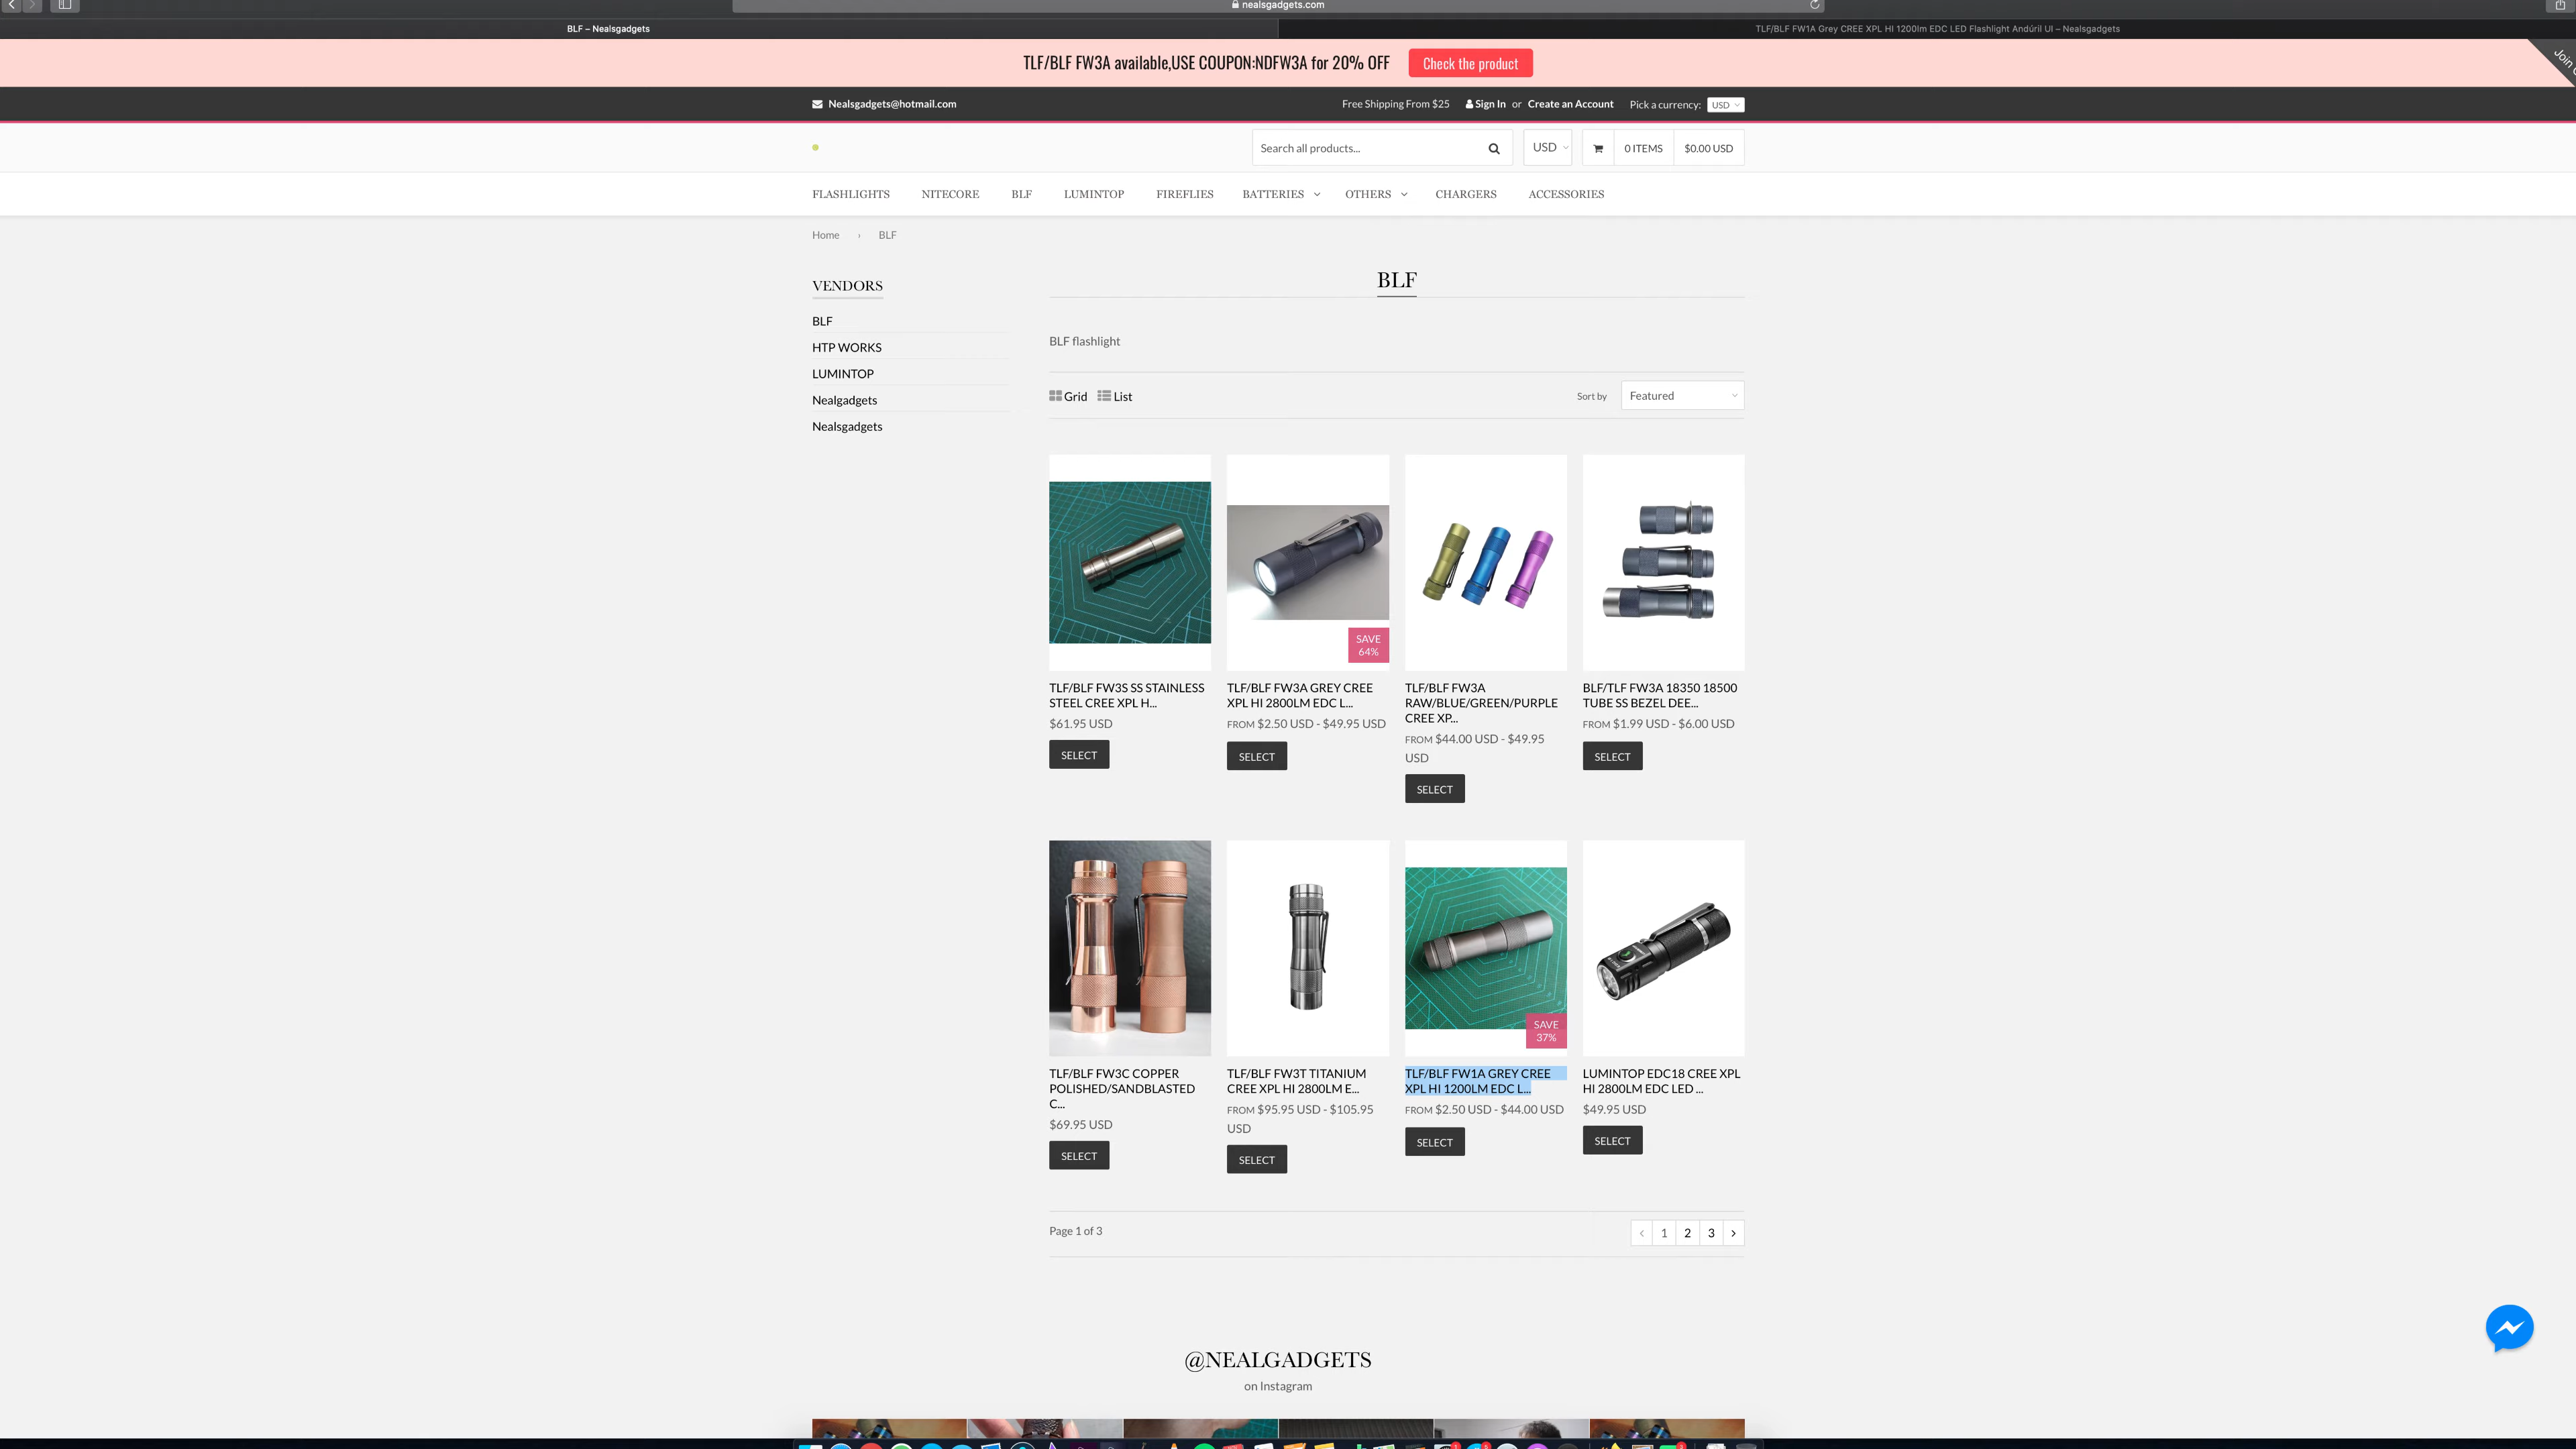 nealsgadgets.com
BLF – Nealsgadgets
TLF/BLF FW1A Grey CREE XPL HI 1200lm EDC LED Flashlight Andúril UI – Nealsgadgets
TLF/BLF FW3A available,USE COUPON:NDFW3A for 20% OFF
Check the product
Join
Nealsgadgets@hotmail.com
Free Shipping From $25
Sign In or Create an Account
Pick a currency: USD
Search all products...
USD
0 ITEMS
$0.00 USD
FLASHLIGHTS NITECORE BLF LUMINTOP FIREFLIES BATTERIES OTHERS CHARGERS ACCESSORIES
Home › BLF
VENDORS
BLF
HTP WORKS
LUMINTOP
Nealgadgets
Nealsgadgets
BLF
BLF flashlight
Grid List
Sort by Featured
SAVE
64%
TLF/BLF FW3S SS STAINLESS
STEEL CREE XPL H...
$61.95 USD
SELECT
TLF/BLF FW3A GREY CREE
XPL HI 2800LM EDC L...
FROM $2.50 USD - $49.95 USD
SELECT
TLF/BLF FW3A
RAW/BLUE/GREEN/PURPLE
CREE XP...
FROM $44.00 USD - $49.95
USD
SELECT
BLF/TLF FW3A 18350 18500
TUBE SS BEZEL DEE...
FROM $1.99 USD - $6.00 USD
SELECT
SAVE
37%
TLF/BLF FW3C COPPER
POLISHED/SANDBLASTED
C...
$69.95 USD
SELECT
TLF/BLF FW3T TITANIUM
CREE XPL HI 2800LM E...
FROM $95.95 USD - $105.95
USD
SELECT
TLF/BLF FW1A GREY CREE
XPL HI 1200LM EDC L...
FROM $2.50 USD - $44.00 USD
SELECT
LUMINTOP EDC18 CREE XPL
HI 2800LM EDC LED ...
$49.95 USD
SELECT
Page 1 of 3
‹ 1 2 3 ›
@NEALGADGETS
on Instagram